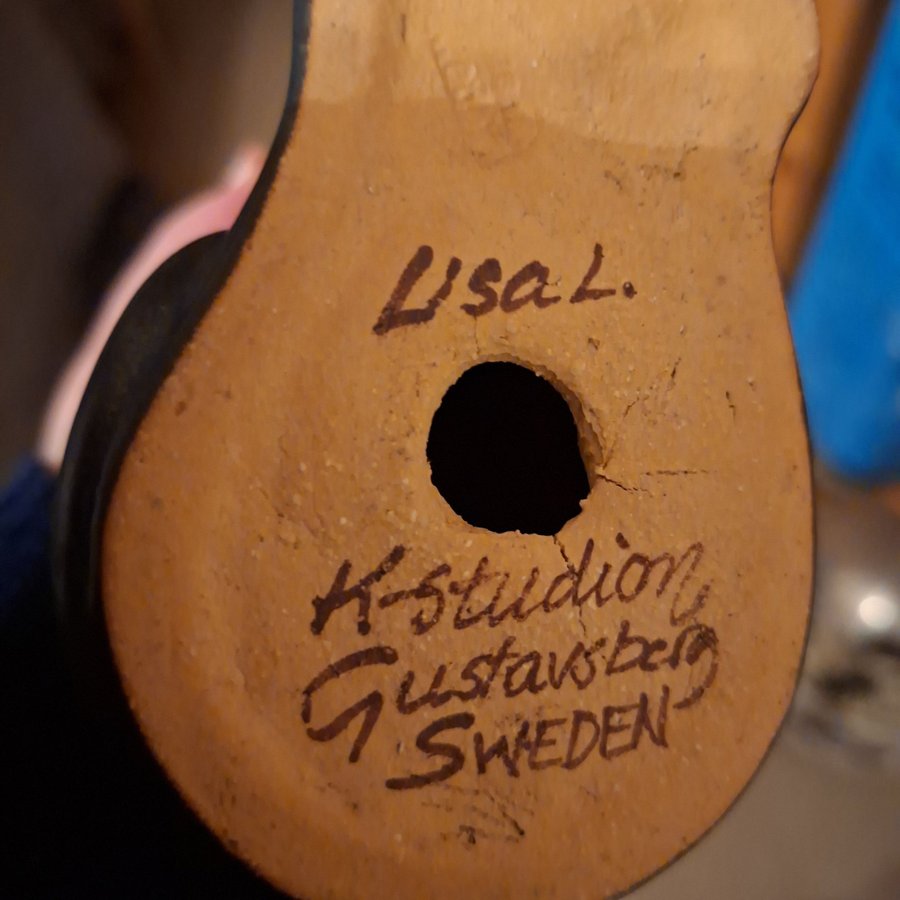 Lisa L.
K-studion
Gustavsberg
SWEDEN